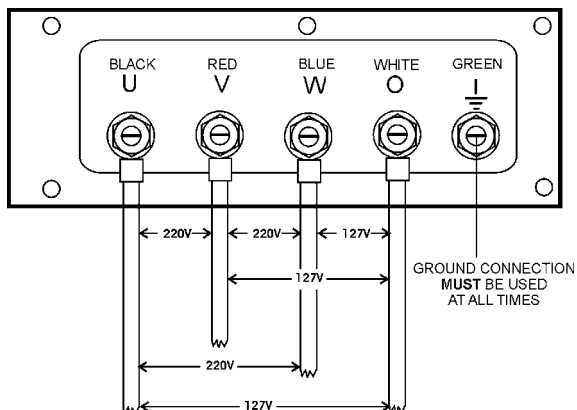 BLACK RED BLUE WHITE GREEN
U V W O
220V 220V 127V
127V
GROUND CONNECTION
MUST BE USED
AT ALL TIMES
220V
127V